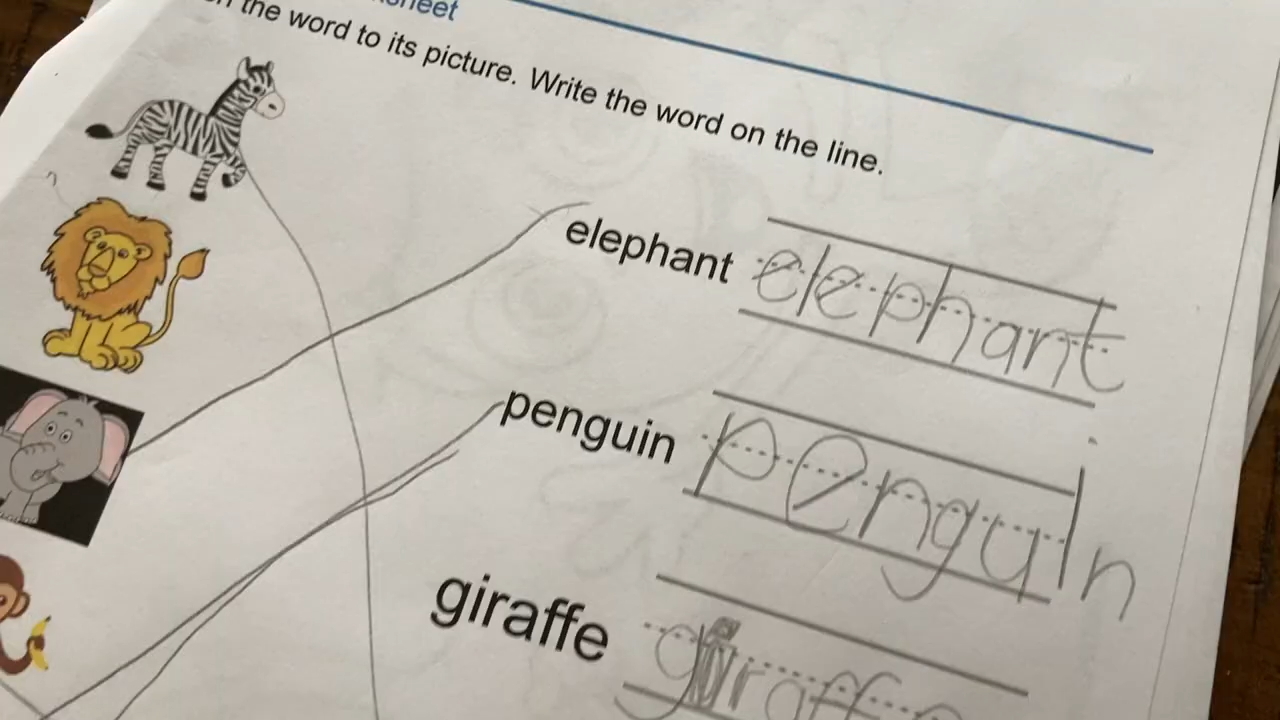 the word to its picture. Write the word on the line.
elephant elephant
penguin penguin
giraffe